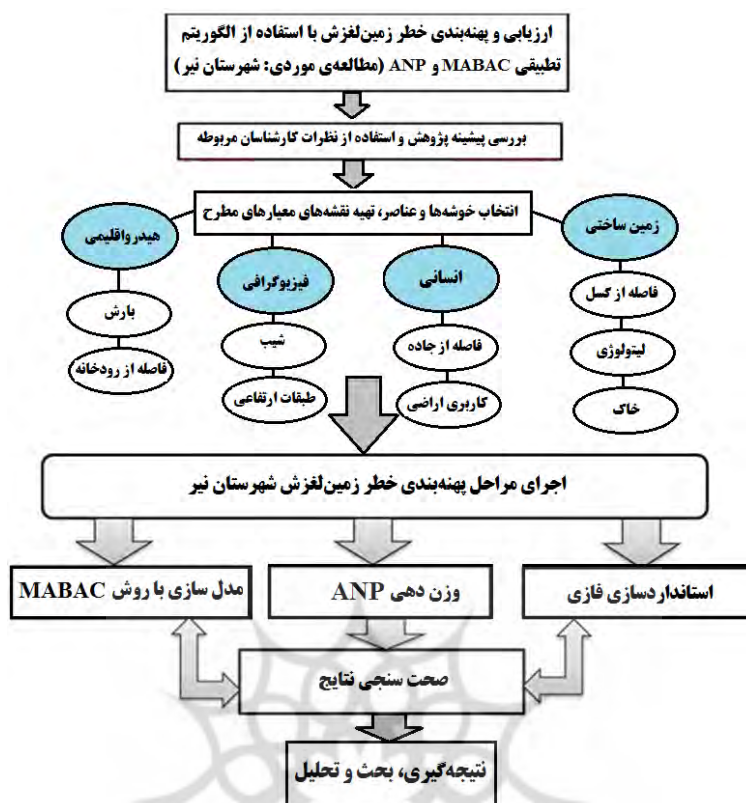 ارزیابی و پهنه‌بندی خطر زمین‌لغزش با استفاده از الگوریتم
تطبیقی MABAC و ANP (مطالعه‌ی موردی: شهرستان نیر)
بررسی پیشینه پژوهش و استفاده از نظرات کارشناسان مربوطه
انتخاب خوشه‌ها و عناصر، تهیه نقشه‌های معیارهای مطرح
زمین ساختی
فاصله از گسل
لیتولوژی
خاک
انسانی
فاصله از جاده
کاربری اراضی
فیزیوگرافی
شیب
طبقات ارتفاعی
هیدرواقلیمی
بارش
فاصله از رودخانه
اجرای مراحل پهنه‌بندی خطر زمین‌لغزش شهرستان نیر
استانداردسازی فازی
وزن دهی ANP
مدل سازی با روش MABAC
صحت سنجی نتایج
نتیجه‌گیری، بحث و تحلیل